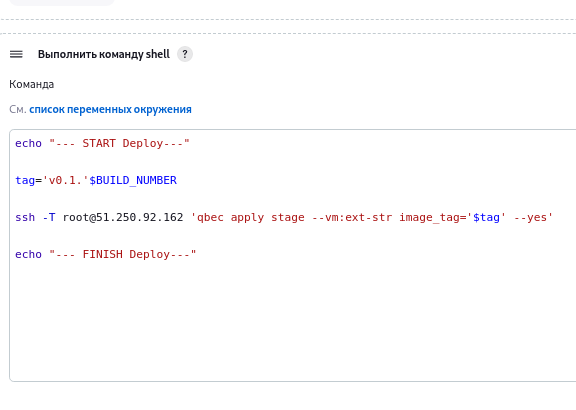 Выполнить команду shell ?
Команда
См. список переменных окружения
echo "--- START Deploy---"
tag='v0.1.'$BUILD_NUMBER
ssh -T root@51.250.92.162 'qbec apply stage --vm:ext-str image_tag='$tag' --yes'
echo "--- FINISH Deploy---"